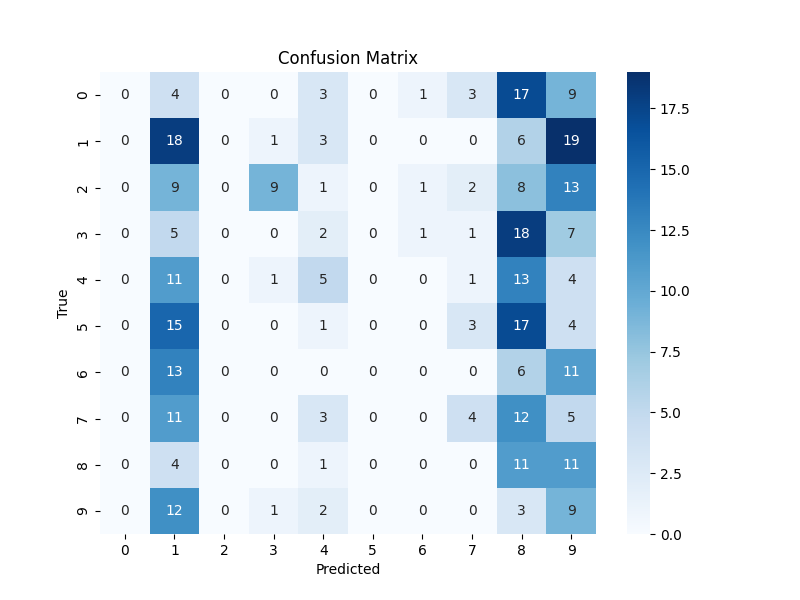 Confusion Matrix
0 0 4 0 0 3 0 1 3 17 9
1 0 18 0 1 3 0 0 0 6 19
2 0 9 0 9 1 0 1 2 8 13
3 0 5 0 0 2 0 1 1 18 7
4 0 11 0 1 5 0 0 1 13 4
5 0 15 0 0 1 0 0 3 17 4
6 0 13 0 0 0 0 0 0 6 11
7 0 11 0 0 3 0 0 4 12 5
8 0 4 0 0 1 0 0 0 11 11
9 0 12 0 1 2 0 0 0 3 9
0 1 2 3 4 5 6 7 8 9
Predicted
True
17.5
15.0
12.5
10.0
7.5
5.0
2.5
0.0